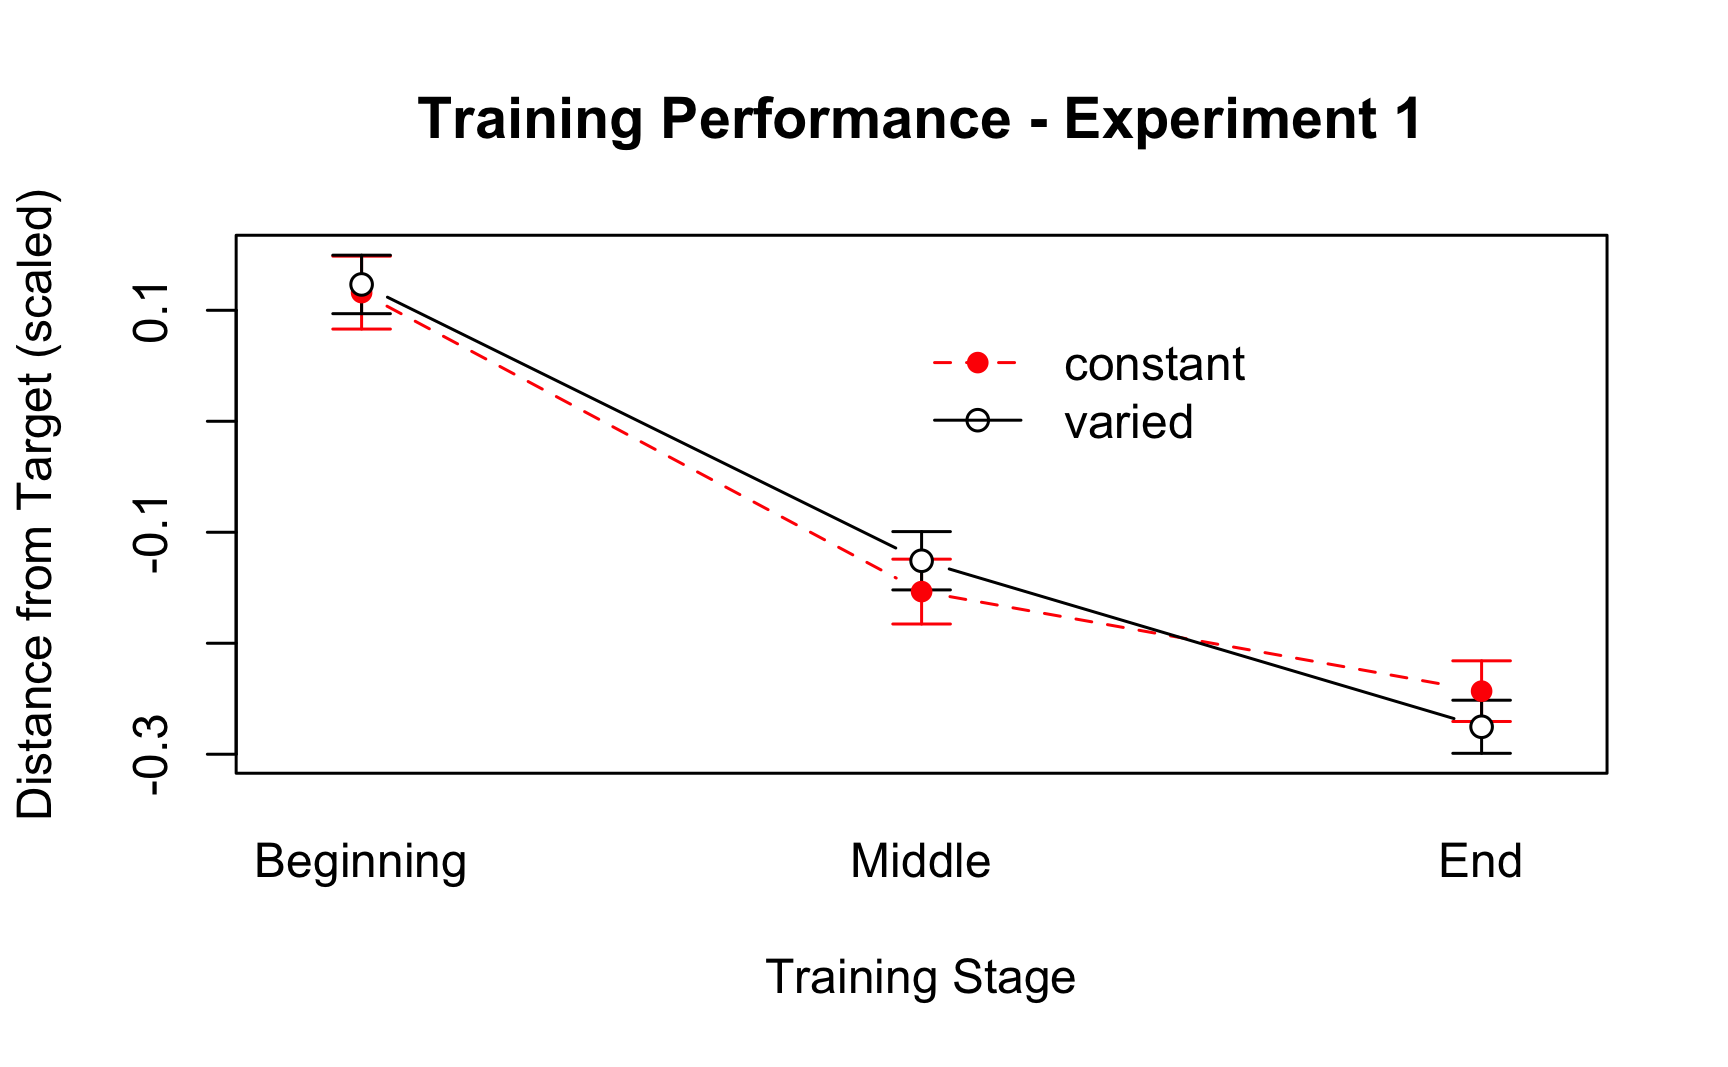 Training Performance - Experiment 1
Distance from Target (scaled)
0.1
-0.1
-0.3
constant
varied
Beginning
Middle
End
Training Stage